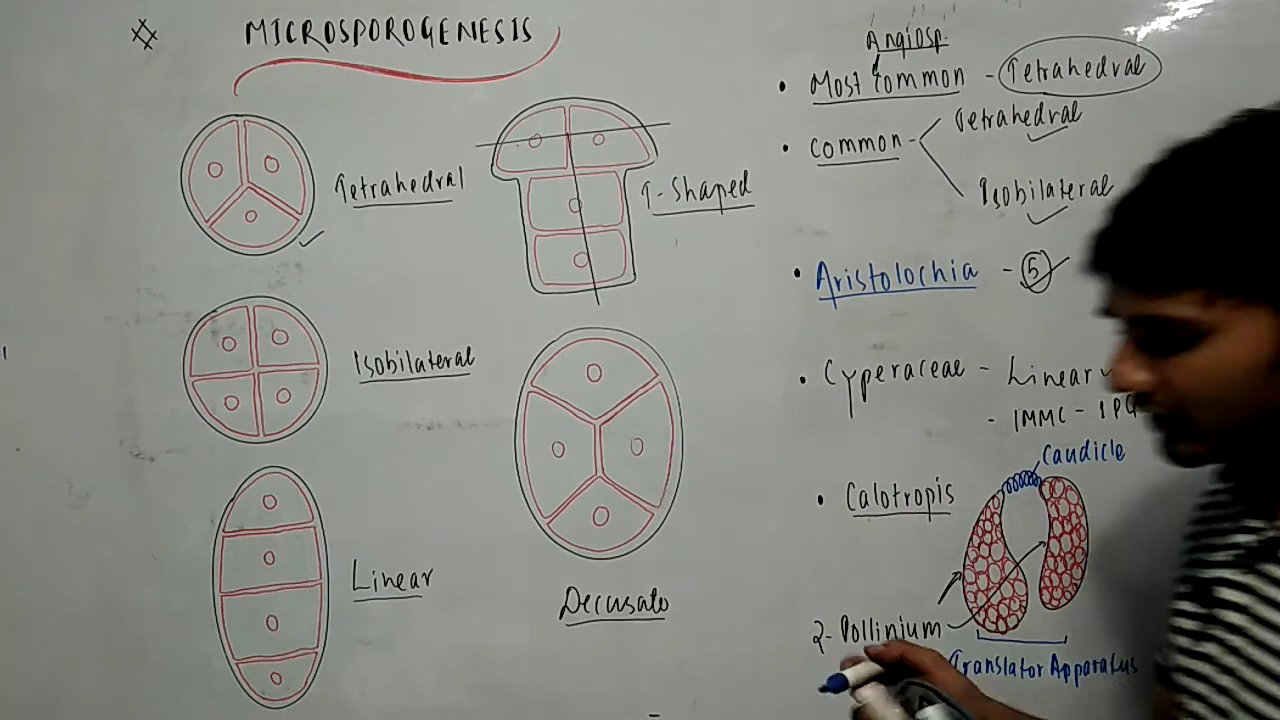 MICROSPOROGENESIS
Tetrahedral
T-Shaped
Isobilateral
Linear
Decusate
Angiosp.
• Most Common - Tetrahedral
• Common - Tetrahedral
Isobilateral
• Aristolochia - 5
• Cyperaceae - Linear
- 1MMC - 1PG
• Calotropis
Caudicle
2- Pollinium
Translator Apparatus